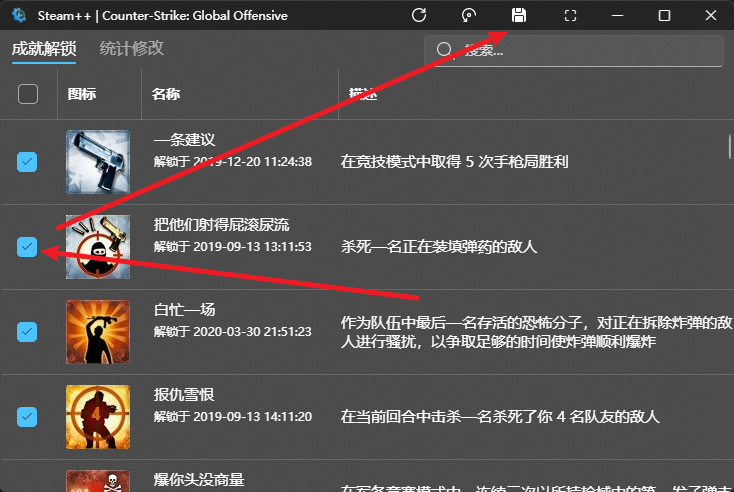 Steam++ | Counter-Strike: Global Offensive
成就解锁 统计修改
搜索...
图标 名称 描述
一条建议
解锁于 2019-12-20 11:24:38
在竞技模式中取得 5 次手枪局胜利
把他们射得屁滚尿流
解锁于 2019-09-13 13:11:53
杀死一名正在装填弹药的敌人
白忙一场
解锁于 2020-03-30 21:51:23
作为队伍中最后一名存活的恐怖分子，对正在拆除炸弹的敌
人进行骚扰，以争取足够的时间使炸弹顺利爆炸
报仇雪恨
解锁于 2019-09-13 14:11:20
在当前回合中击杀一名杀死了你 4 名队友的敌人
4
爆你头没商量